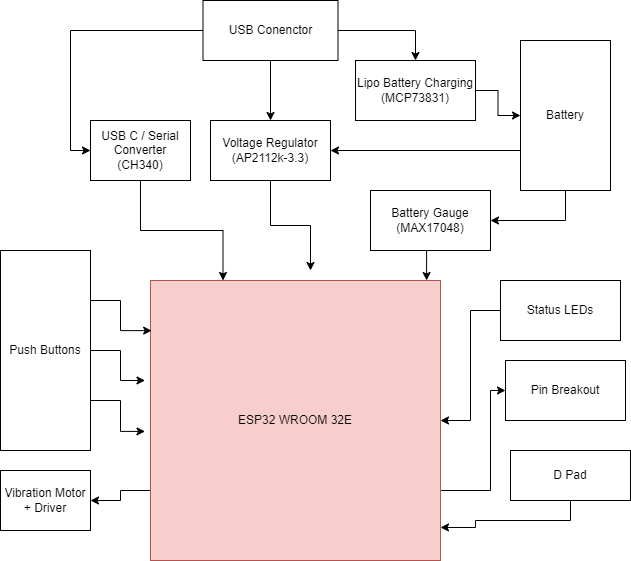 USB Conenctor
Lipo Battery Charging
(MCP73831)
Battery
USB C / Serial
Converter
(CH340)
Voltage Regulator
(AP2112k-3.3)
Battery Gauge
(MAX17048)
Push Buttons
Status LEDs
ESP32 WROOM 32E
Pin Breakout
D Pad
Vibration Motor
+ Driver